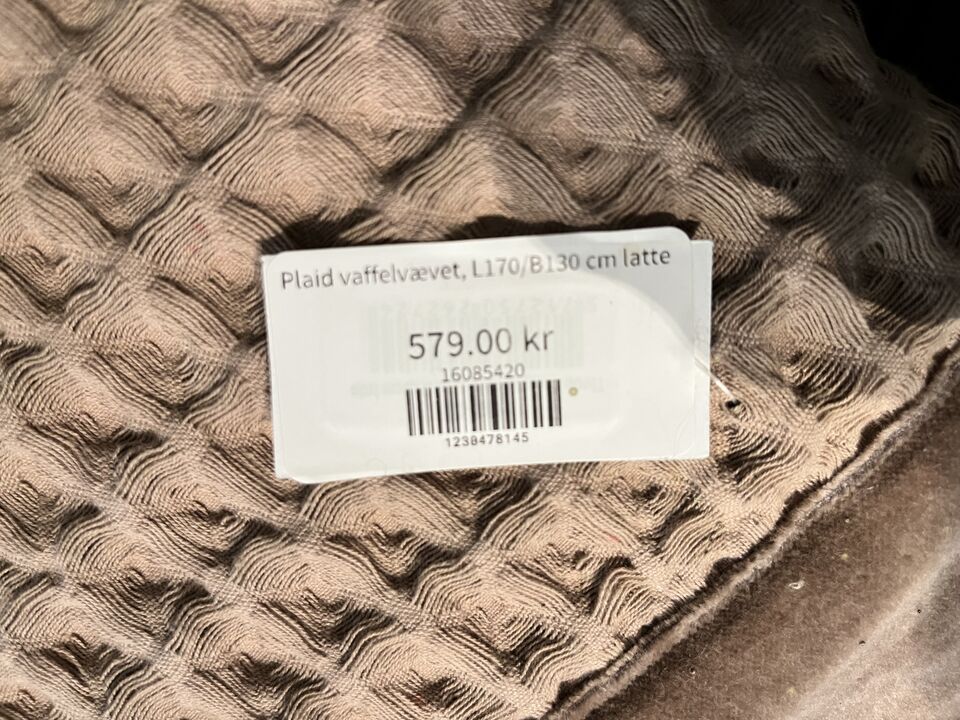 Plaid vaffelvævet, L170/B130 cm latte
579.00 kr
16085420
1238478145